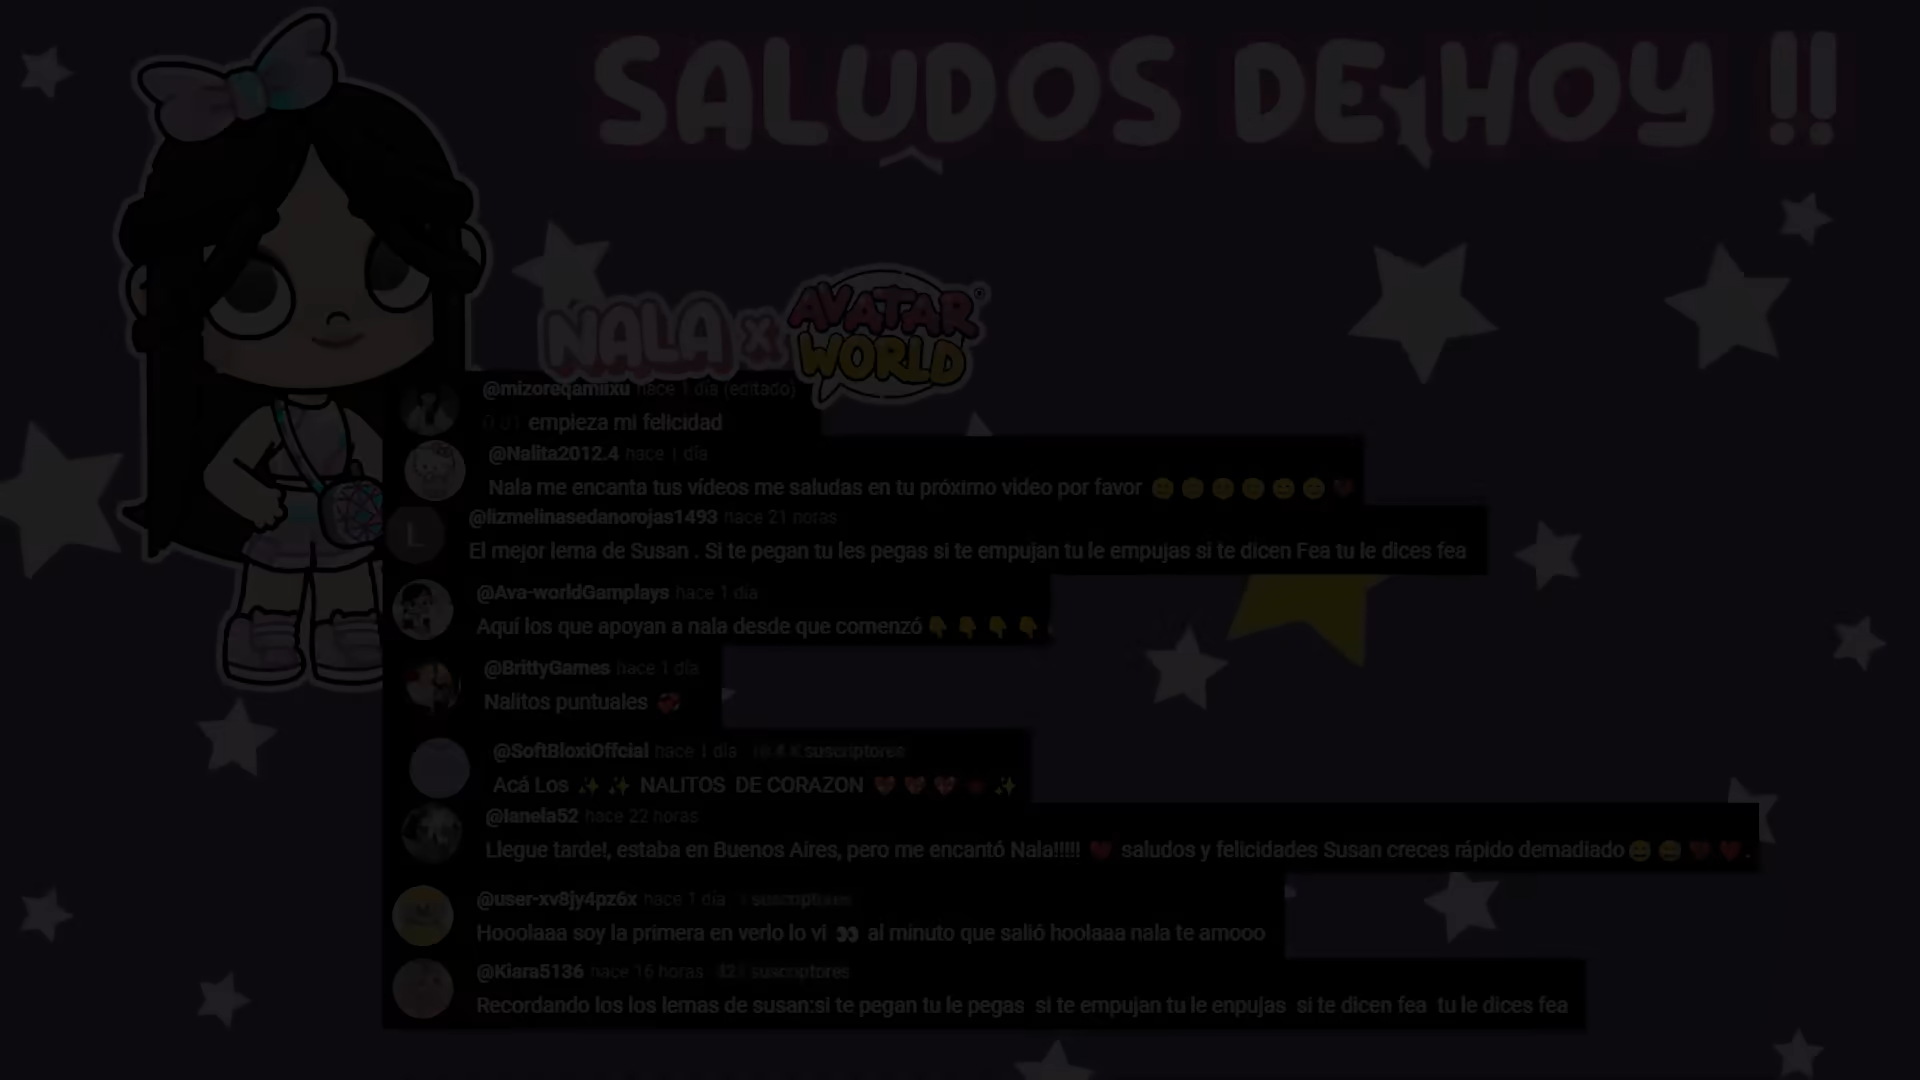 SALUDOS DE HOY !!
NALA x AVATAR WORLD
@mizoreqamiixu hace 1 día (editado)
empieza mi felicidad
@Nalita2012.4 hace 1 día
Nala me encanta tus vídeos me saludas en tu próximo video por favor 😊 😊 😊 😊 😊 😊 ❤️
L
@lizmelinasedanorojas1493 hace 21 horas
El mejor lema de Susan . Si te pegan tu les pegas si te empujan tu le empujas si te dicen Fea tu le dices fea
@Ava-worldGamplays hace 1 día
Aquí los que apoyan a nala desde que comenzó 👇 👇 👇 👇
@BrittyGames hace 1 día
Nalitos puntuales 💞
@SoftBloxiOffcial hace 1 día suscriptores
Acá Los ✨ ✨ NALITOS DE CORAZON 💖 💖 💖 ✨
@Ianela52 hace 22 horas
Llegue tarde!, estaba en Buenos Aires, pero me encantó Nala!!!!! ❤️ saludos y felicidades Susan creces rápido demadiado 😅 😅 ❤️ ❤️ .
@user-xv8jy4pz6x hace 1 día suscriptores
Hooolaaa soy la primera en verlo lo vi 👀 al minuto que salió hoolaaa nala te amooo
@Kiara5136 hace 16 horas suscriptores
Recordando los los lemas de susan:si te pegan tu le pegas si te empujan tu le enpujas si te dicen fea tu le dices fea